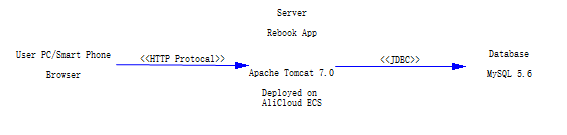 Server
Rebook App
User PC/Smart Phone
Browser
<<HTTP Protocal>>
Apache Tomcat 7.0
Deployed on
AliCloud ECS
<<JDBC>>
Database
MySQL 5.6